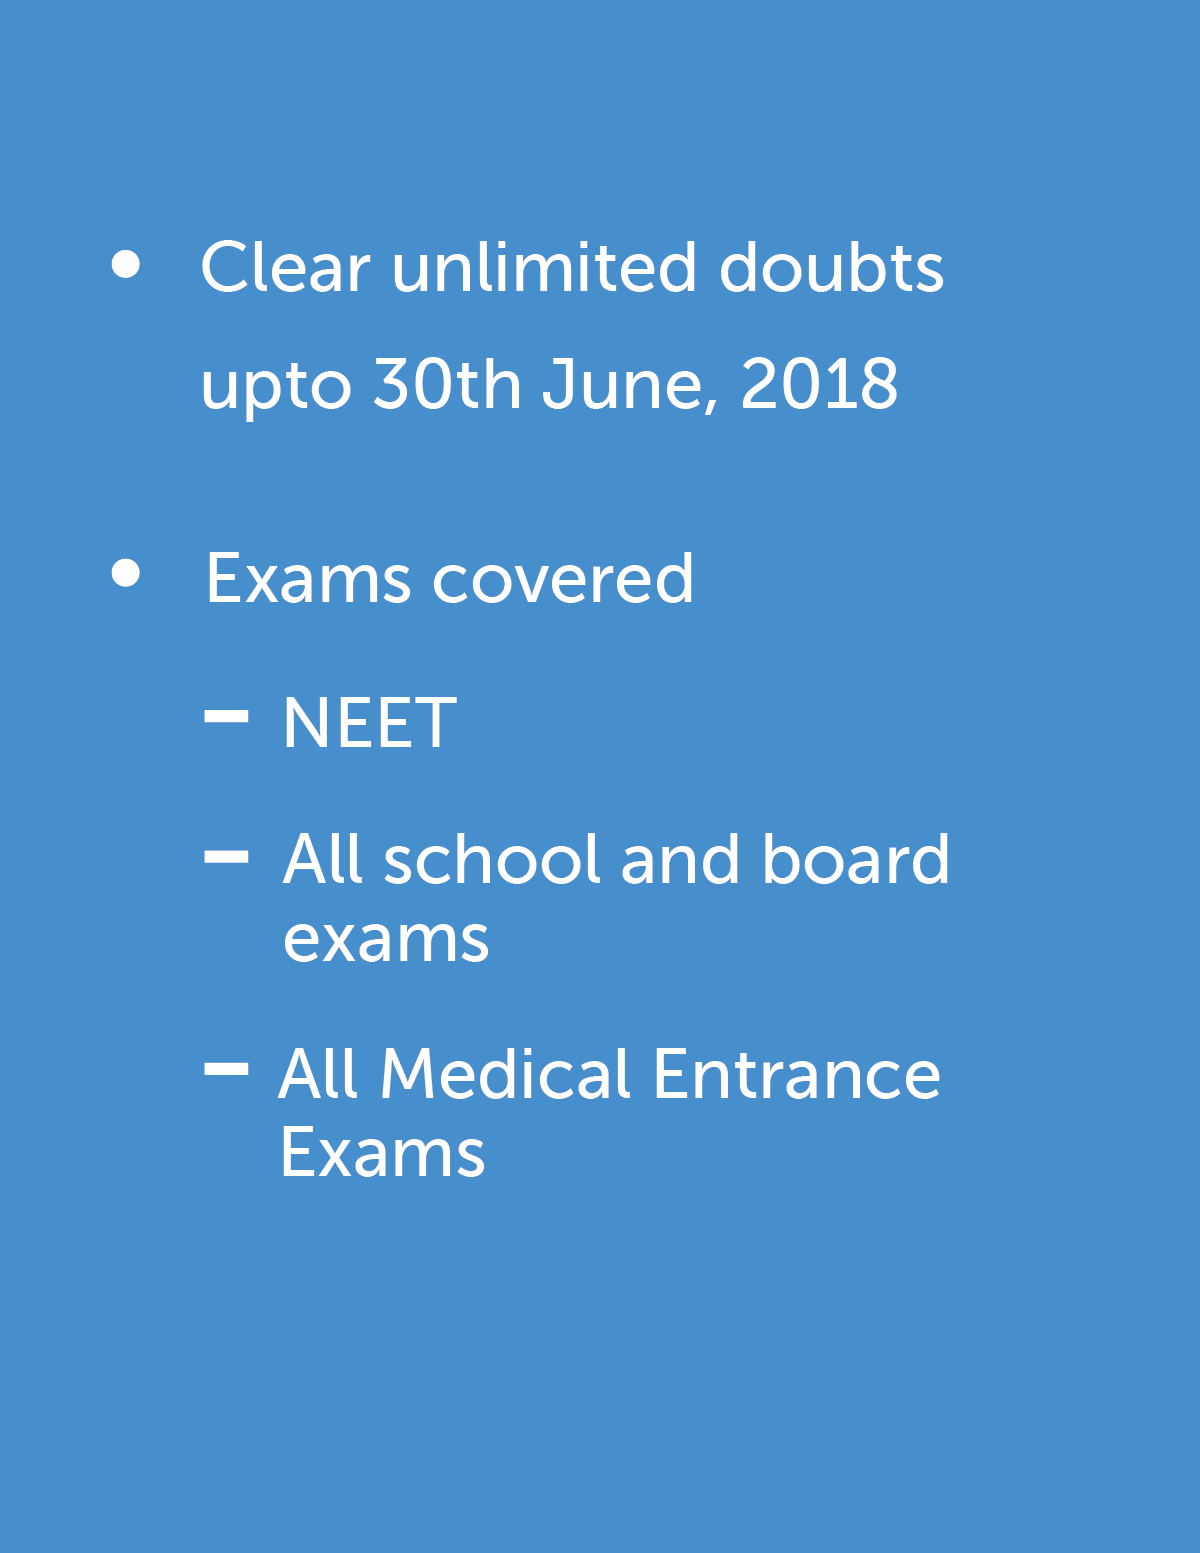 • Clear unlimited doubts
upto 30th June, 2018
• Exams covered
- NEET
- All school and board
exams
- All Medical Entrance
Exams